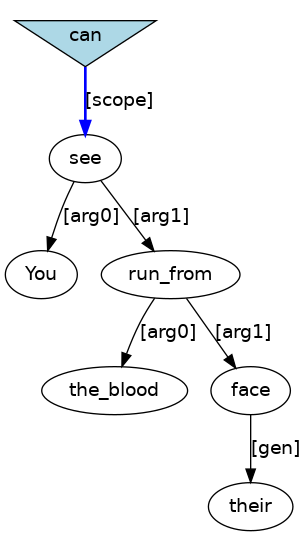 can
[scope]
see
[arg0] [arg1]
You run_from
[arg0] [arg1]
the_blood face
[gen]
their